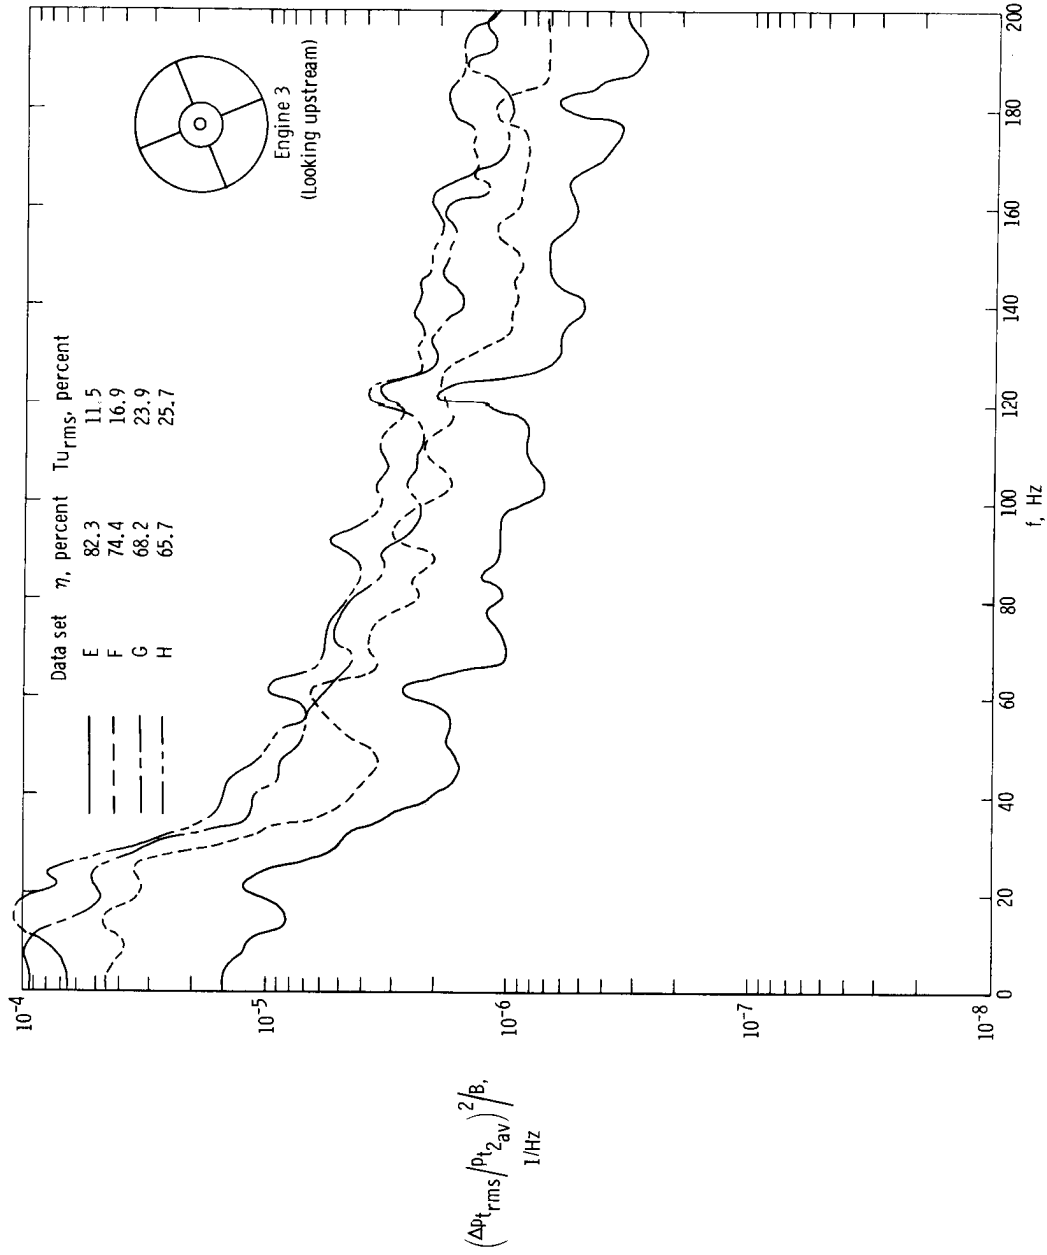 Data set η, percent Tu_rms, percent
E 82.3 11.5
F 74.4 16.9
G 68.2 23.9
H 65.7 25.7
Engine 3
(Looking upstream)
10^-4
10^-5
10^-6
10^-7
10^-8
(Δp_t_rms/p_t_2_av)^2/B,
1/Hz
0 20 40 60 80 100 120 140 160 180 200
f, Hz